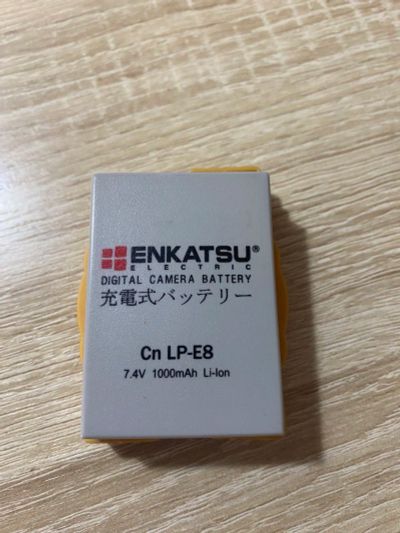 ENKATSU®
ELECTRIC
DIGITAL CAMERA BATTERY
充電式バッテリー
Cn LP-E8
7.4V 1000mAh Li-Ion